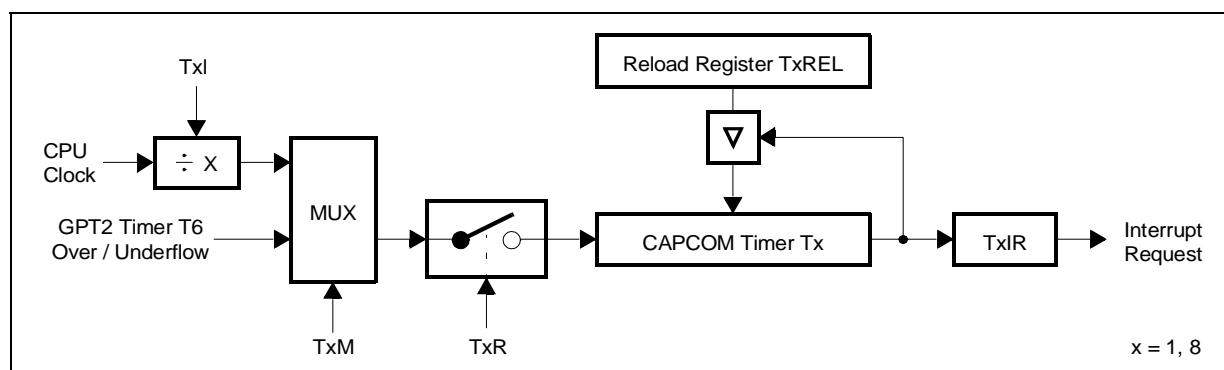 TxI
Reload Register TxREL
CPU
Clock
÷ X
MUX
GPT2 Timer T6
Over / Underflow
CAPCOM Timer Tx
TxIR
Interrupt
Request
TxM
TxR
x = 1, 8